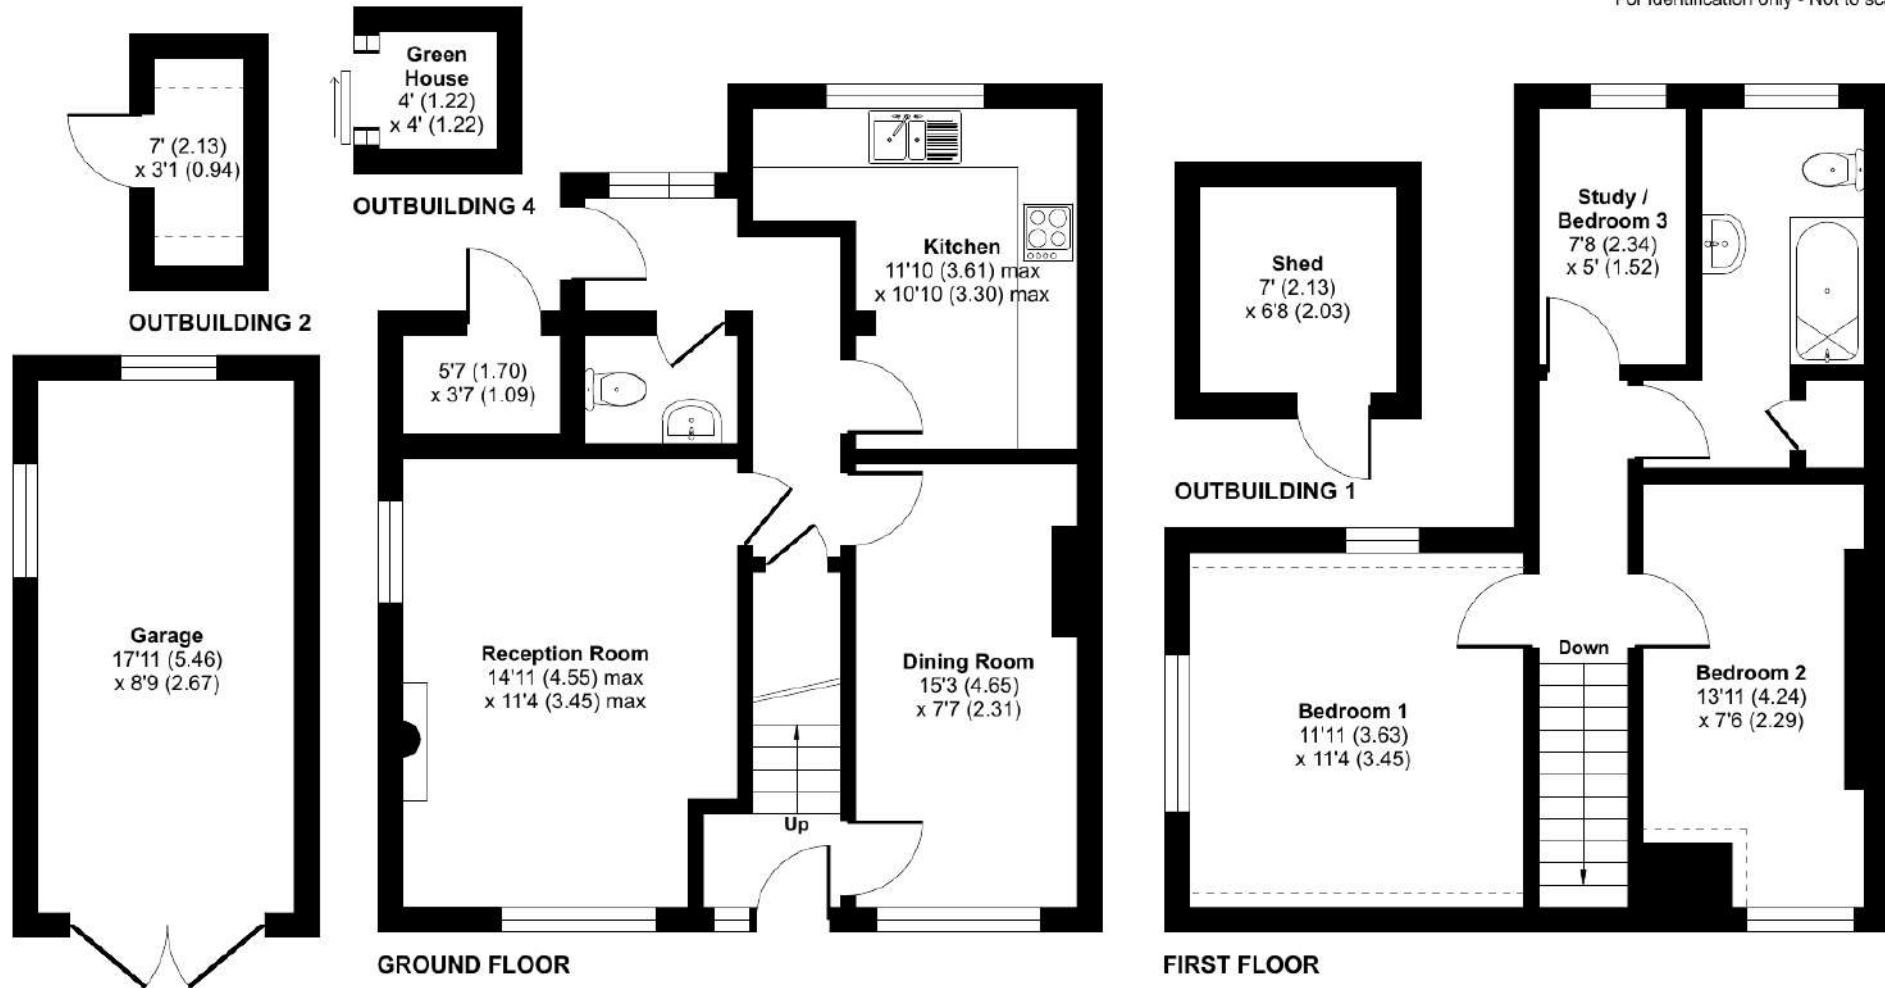 For identification only - Not to sc
Green
House
4' (1.22)
x 4' (1.22)
OUTBUILDING 4
7' (2.13)
x 3'1 (0.94)
OUTBUILDING 2
Kitchen
11'10 (3.61) max
x 10'10 (3.30) max
5'7 (1.70)
x 3'7 (1.09)
Shed
7' (2.13)
x 6'8 (2.03)
OUTBUILDING 1
Study /
Bedroom 3
7'8 (2.34)
x 5' (1.52)
Garage
17'11 (5.46)
x 8'9 (2.67)
Reception Room
14'11 (4.55) max
x 11'4 (3.45) max
Dining Room
15'3 (4.65)
x 7'7 (2.31)
Up
Bedroom 1
11'11 (3.63)
x 11'4 (3.45)
Down
Bedroom 2
13'11 (4.24)
x 7'6 (2.29)
GROUND FLOOR
FIRST FLOOR